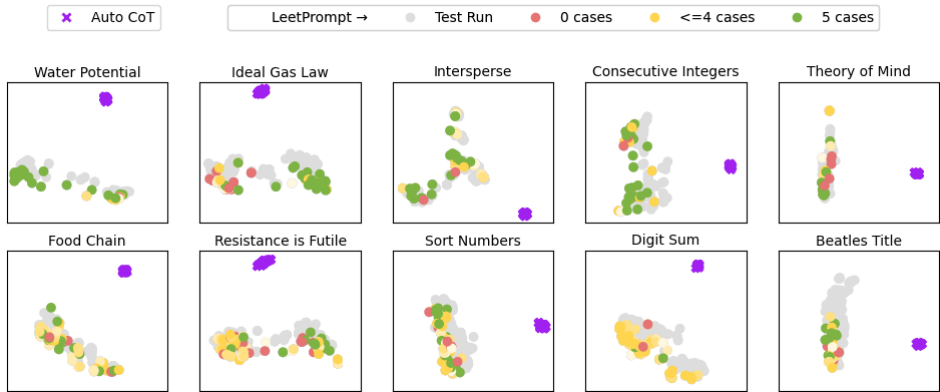 Auto CoT
LeetPrompt → Test Run 0 cases <=4 cases 5 cases
Water Potential Ideal Gas Law Intersperse Consecutive Integers Theory of Mind
Food Chain Resistance is Futile Sort Numbers Digit Sum Beatles Title